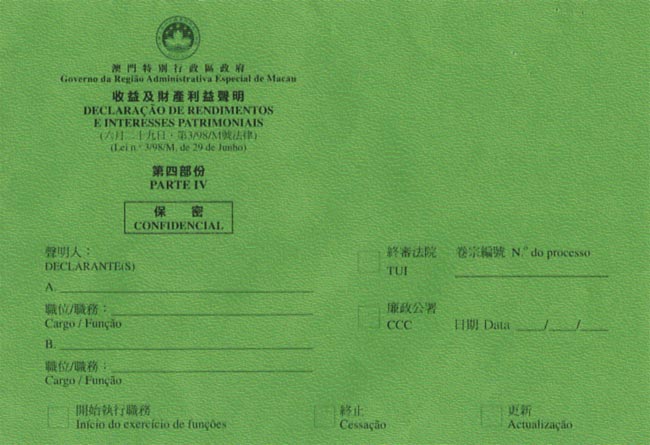 澳門特別行政區政府
Governo da Região Administrativa Especial de Macau
收益及財產利益聲明
DECLARAÇÃO DE RENDIMENTOS
E INTERESSES PATRIMONIAIS
(六月二十九日，第3/98/M號法律)
(Lei n.º 3/98/M, de 29 de Junho)
第四部份
PARTE IV
保 密
CONFIDENCIAL
聲明人：
DECLARANTE(S)
A.
職位/職務：
Cargo / Função
B.
職位/職務：
Cargo / Função
終審法院
TUI
卷宗編號 N.º do processo
廉政公署
CCC
日期 Data ___/___/___
開始執行職務
Início do exercício de funções
終止
Cessação
更新
Actualização